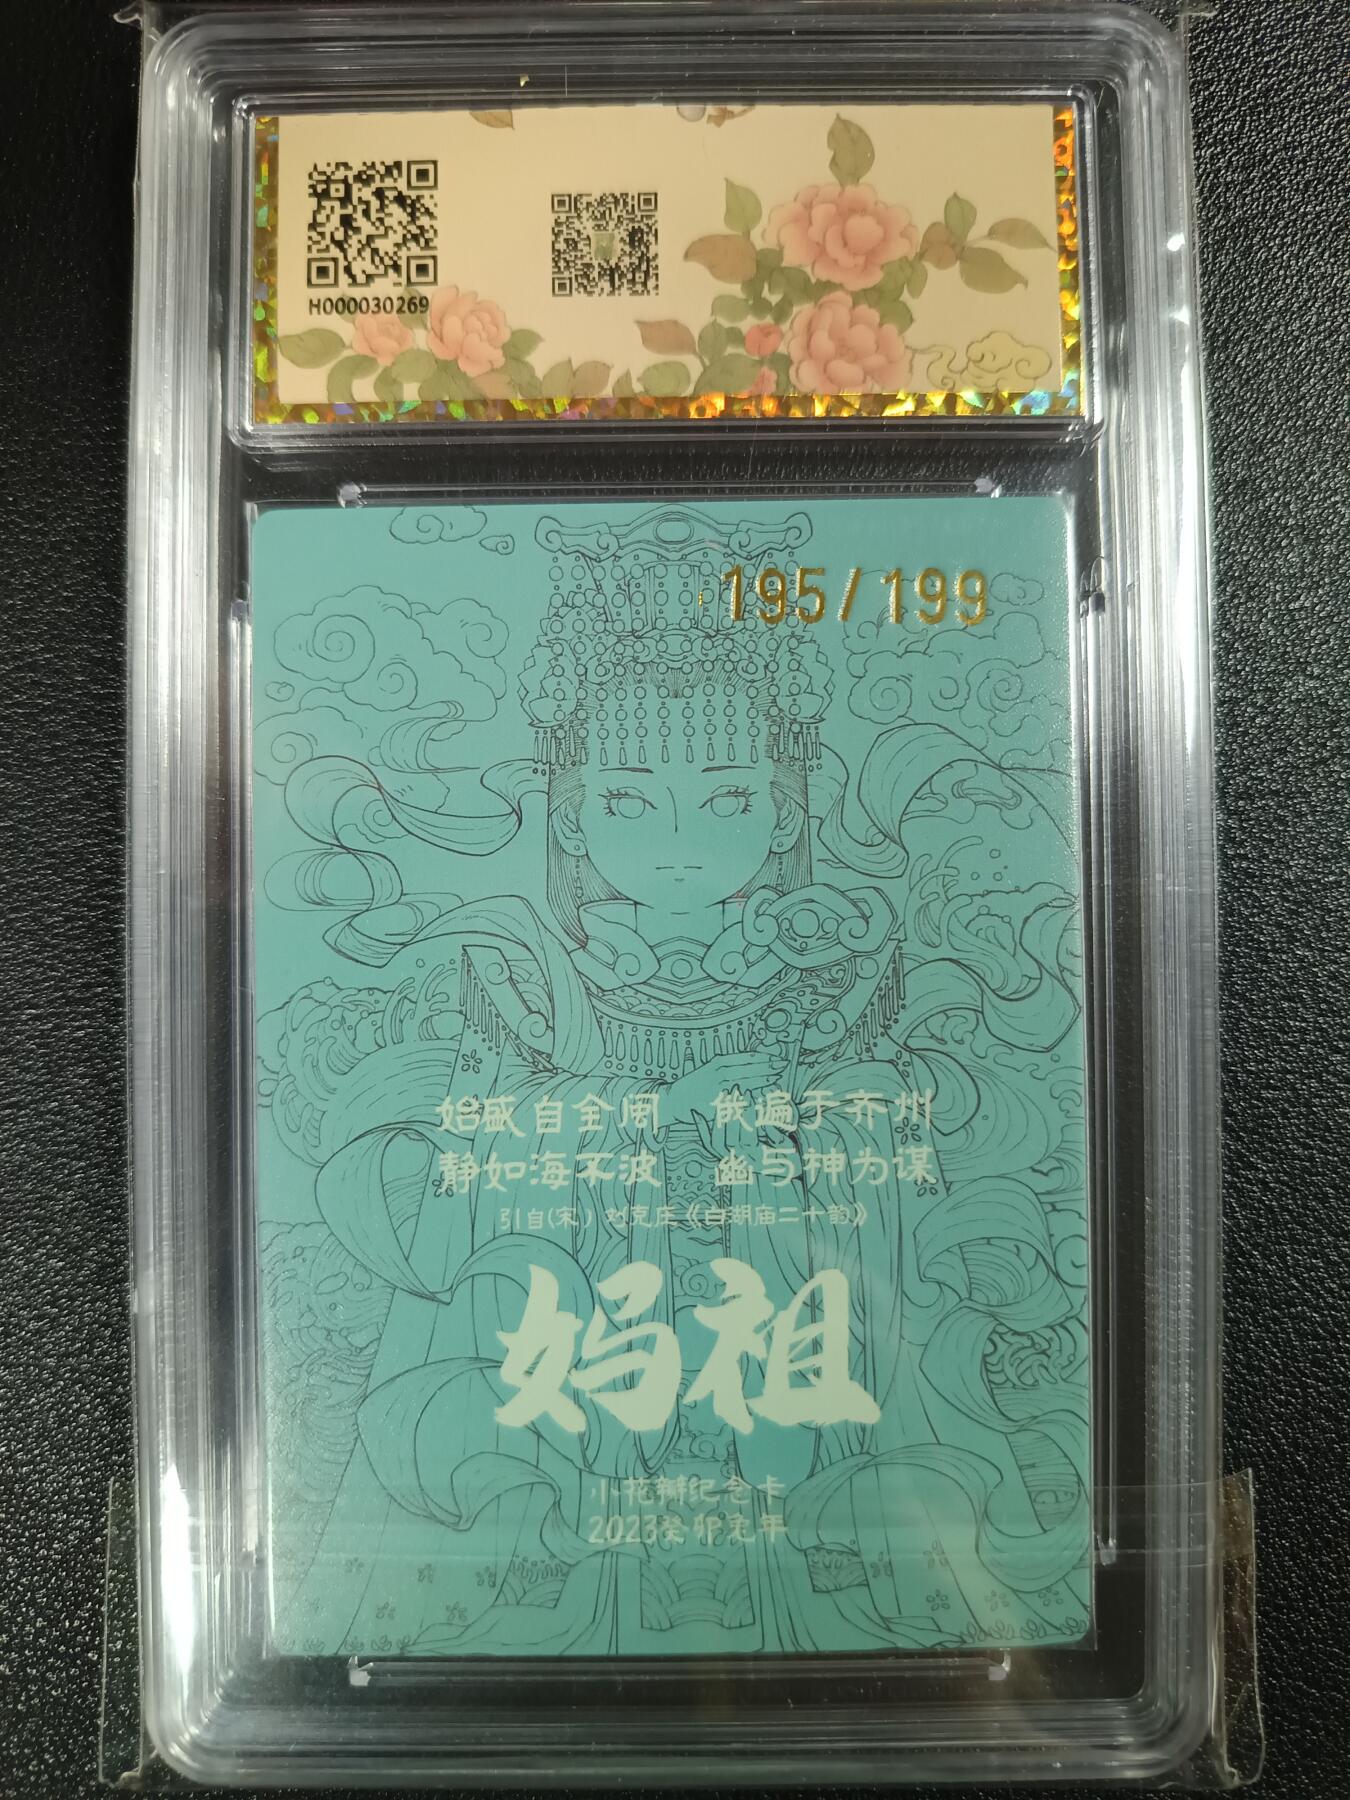 H000030269
195/199
始盛自全闽 俄遍于齐州
静如海不波 幽与神为谋
引自(宋)刘克庄《白湖庙二十韵》
妈祖
小花瓣纪念卡
2023癸卯兔年